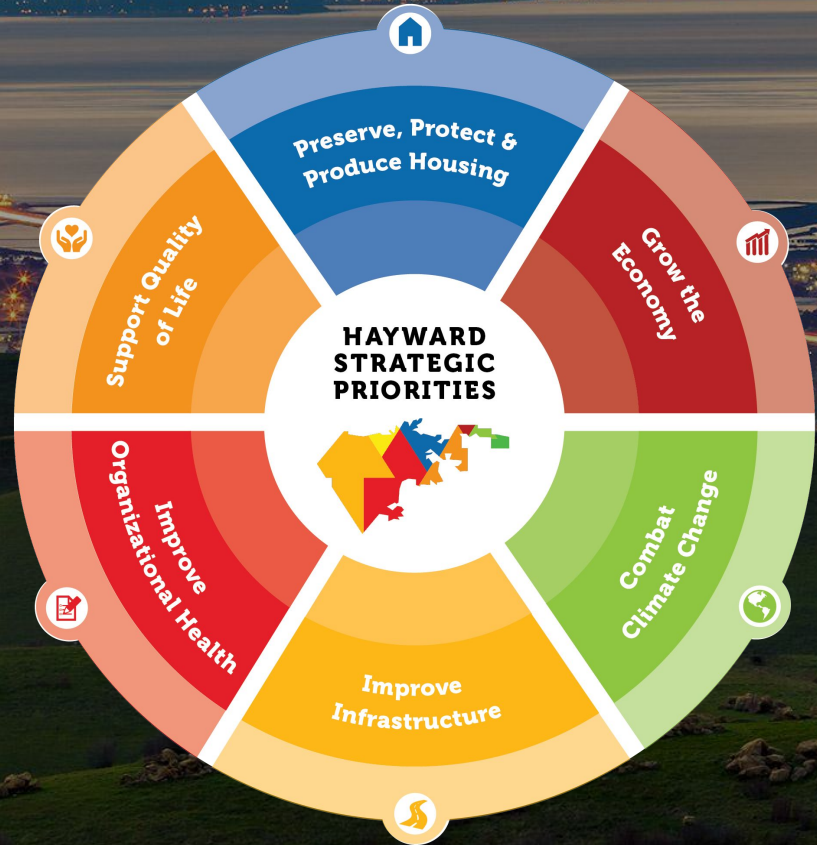 Preserve, Protect &
Produce Housing
Grow the
Economy
Combat
Climate Change
Improve
Infrastructure
Improve
Organizational Health
Support Quality
of Life
HAYWARD
STRATEGIC
PRIORITIES